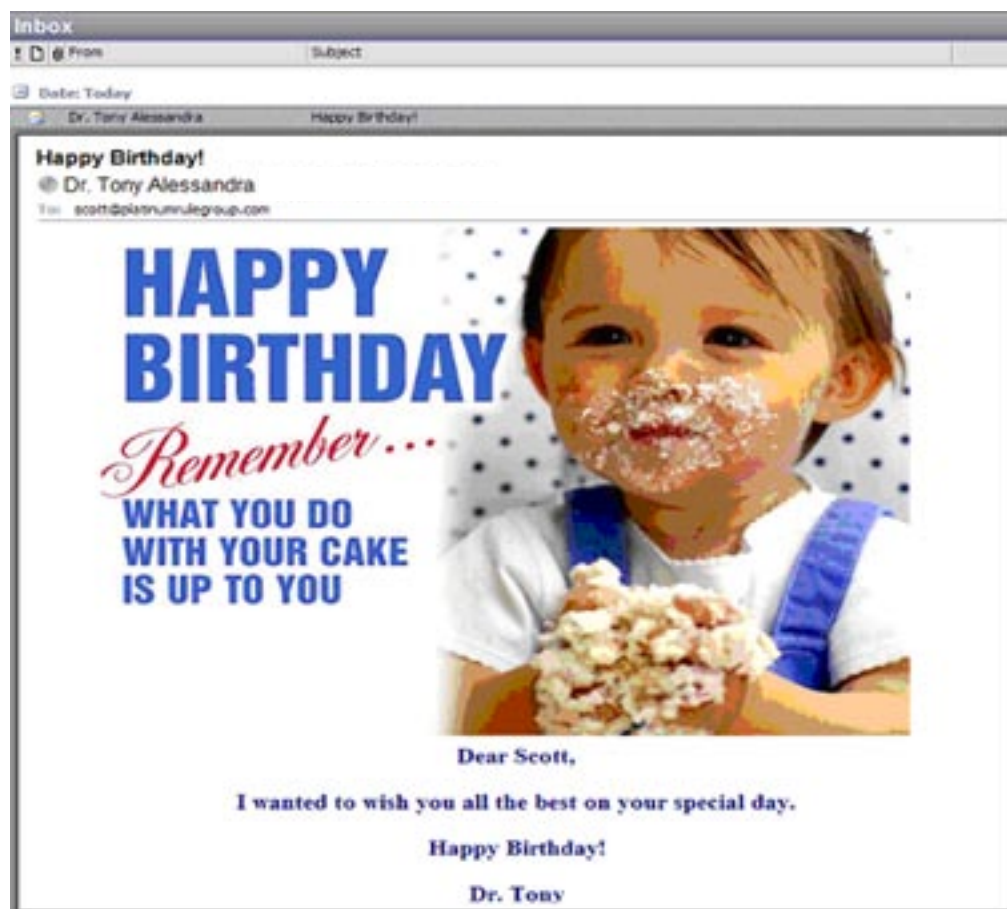 Inbox
From Subject
Date: Today
Dr. Tony Alessandra Happy Birthday!
Happy Birthday!
Dr. Tony Alessandra
To: scott@platinumrulegroup.com
HAPPY
BIRTHDAY
Remember...
WHAT YOU DO
WITH YOUR CAKE
IS UP TO YOU
Dear Scott,
I wanted to wish you all the best on your special day.
Happy Birthday!
Dr. Tony